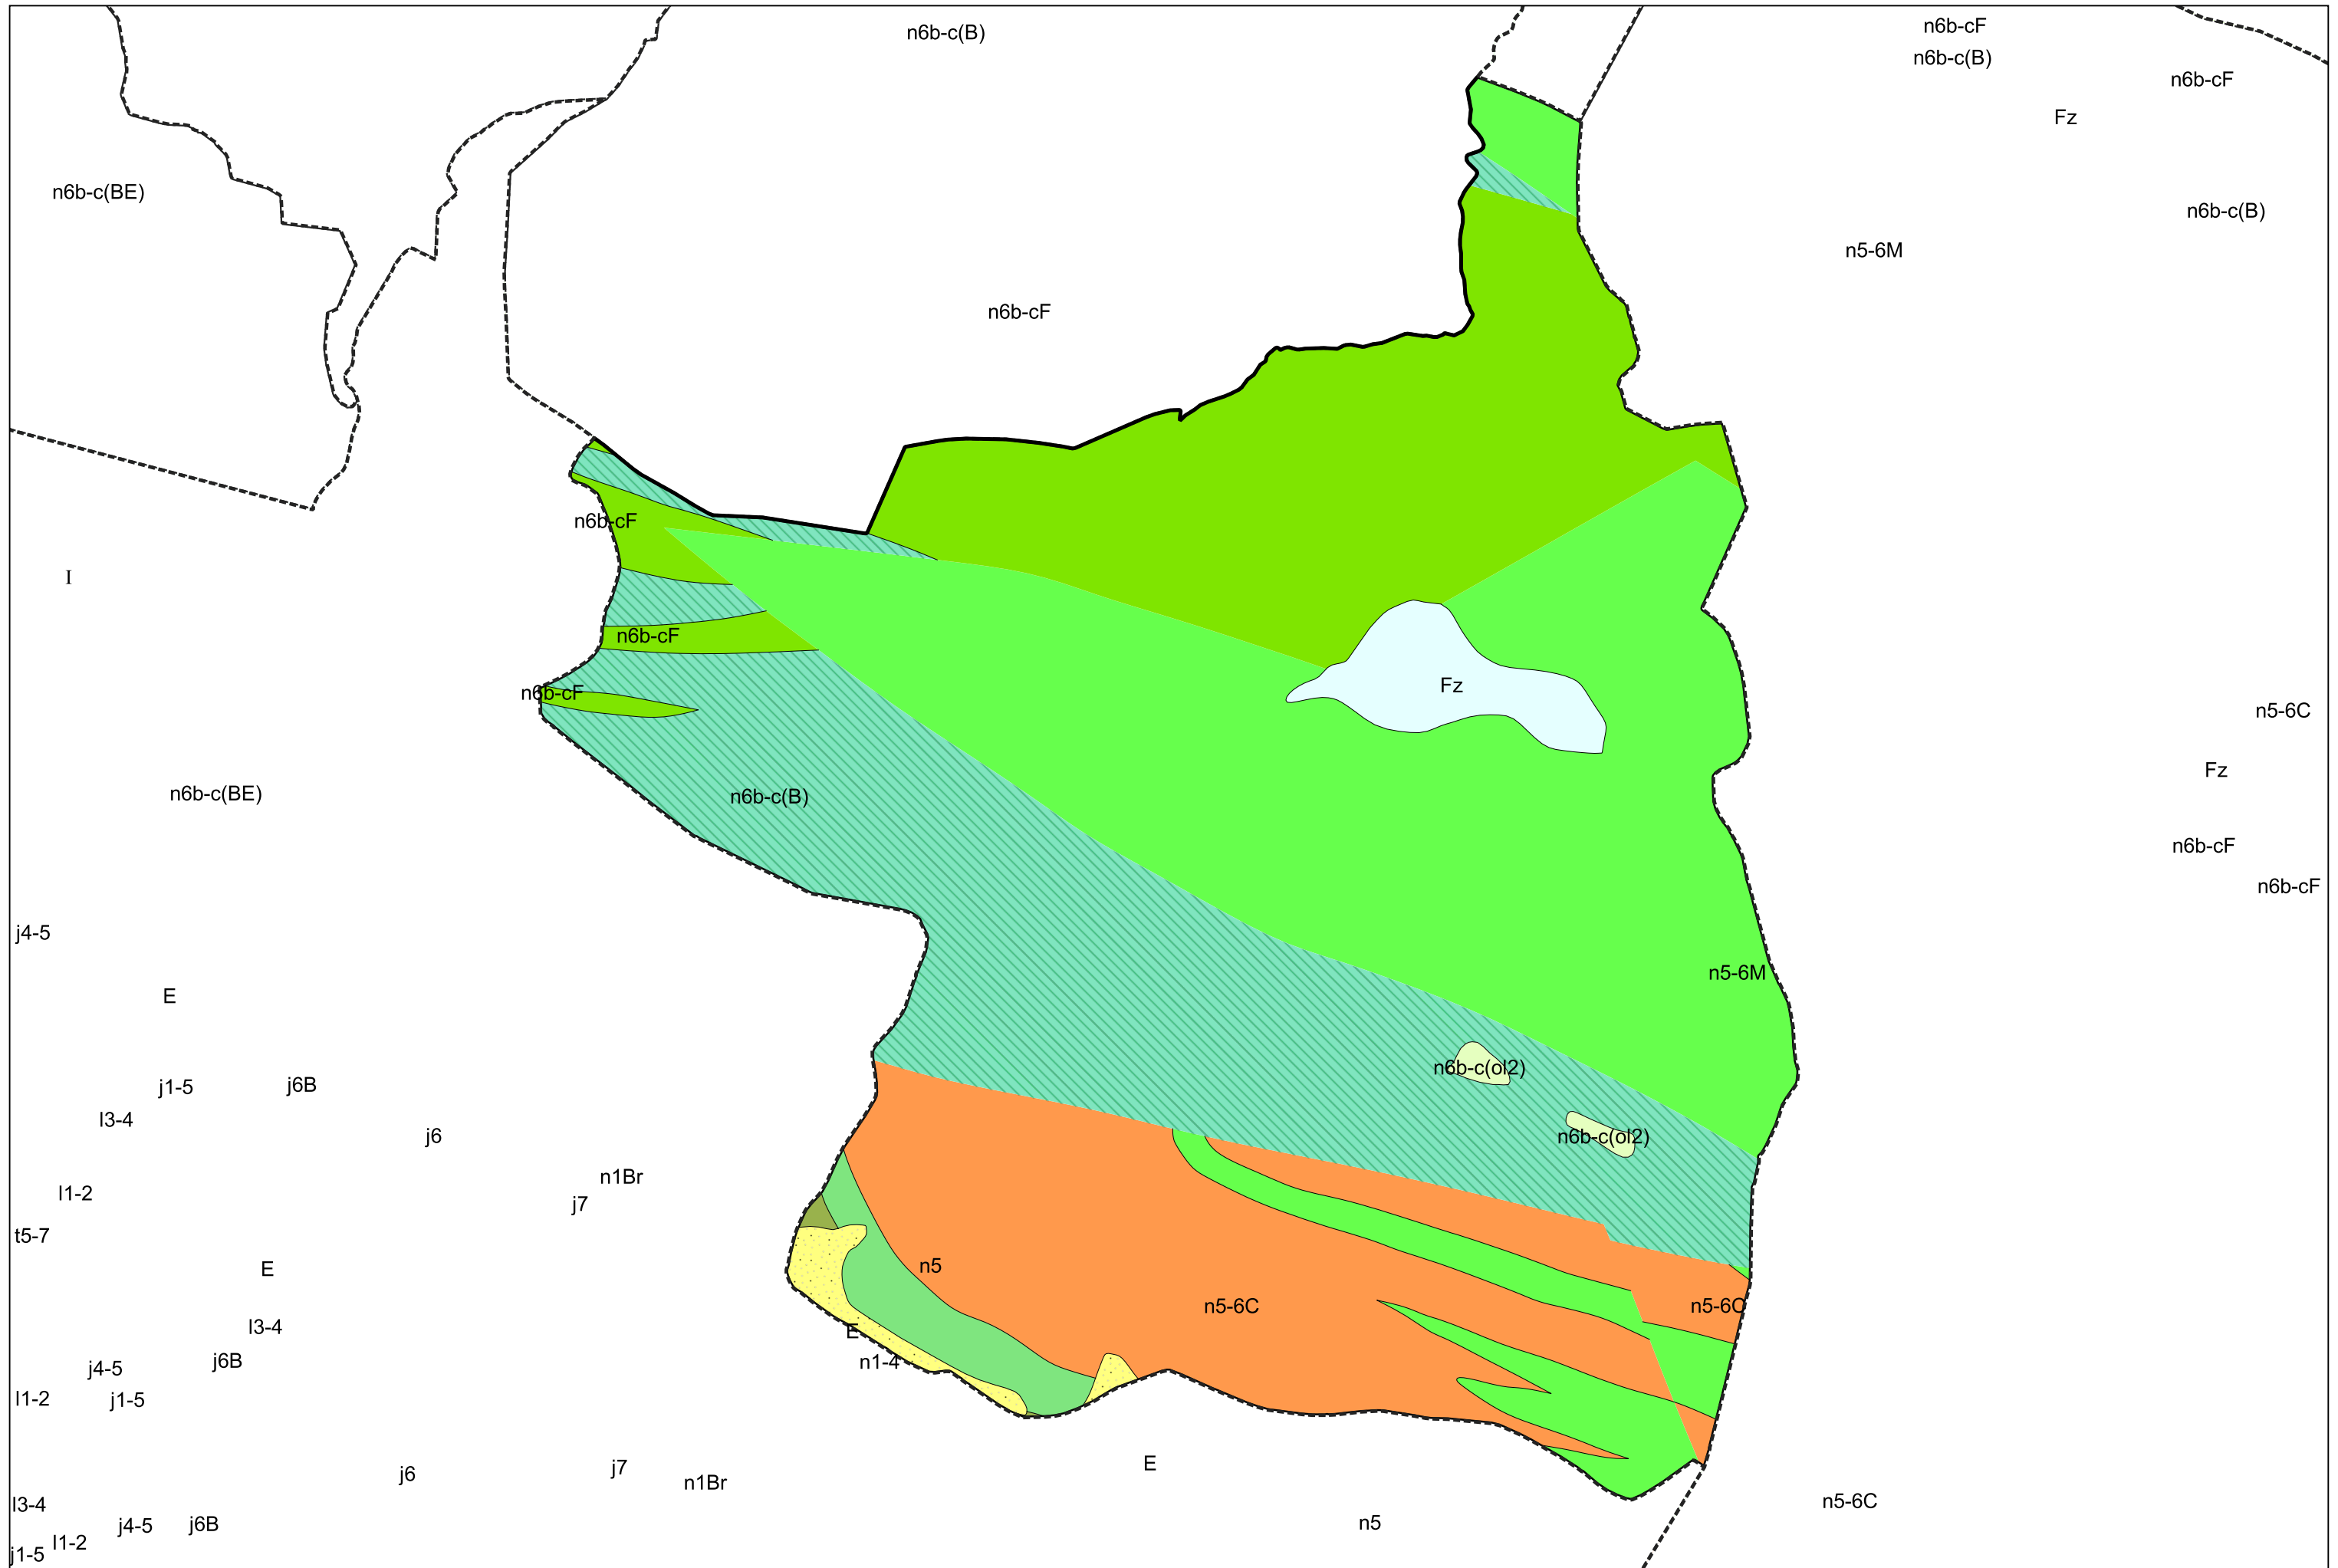 n6b-cF
n6b-c(B)
n6b-c(B)
n6b-cF
Fz
n6b-c(BE)
n6b-c(B)
n5-6M
n6b-cF
n6b-cF
I
n6b-cF
Fz
n6b-cF
n5-6C
Fz
n6b-c(BE)
n6b-c(B)
n6b-cF
n6b-cF
j4-5
n5-6M
E
n6b-c(ol2)
j1-5
j6B
l3-4
j6
n6b-c(ol2)
n1Br
l1-2
j7
t5-7
E
n5
n5-6C
n5-6C
l3-4
E
j6B
n1-4
j4-5
l1-2
j1-5
E
j6
j7
n1Br
l3-4
n5-6C
j4-5
j6B
n5
l1-2
j1-5